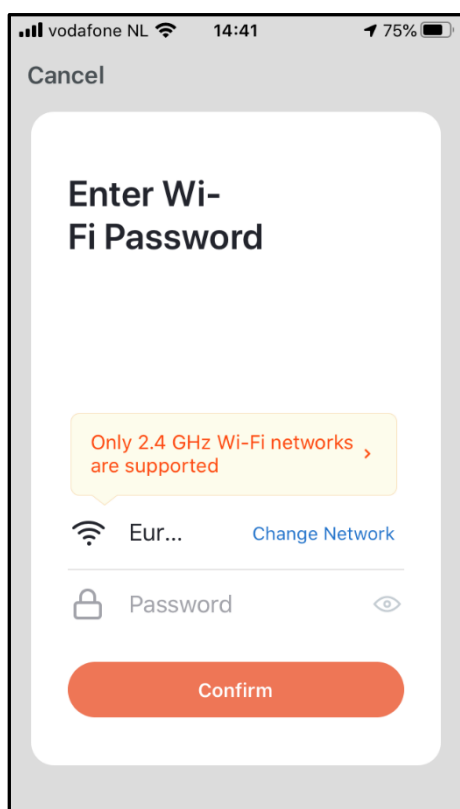 vodafone NL 14:41 75%
Cancel
Enter Wi-
Fi Password
Only 2.4 GHz Wi-Fi networks
are supported
Eur... Change Network
Password
Confirm